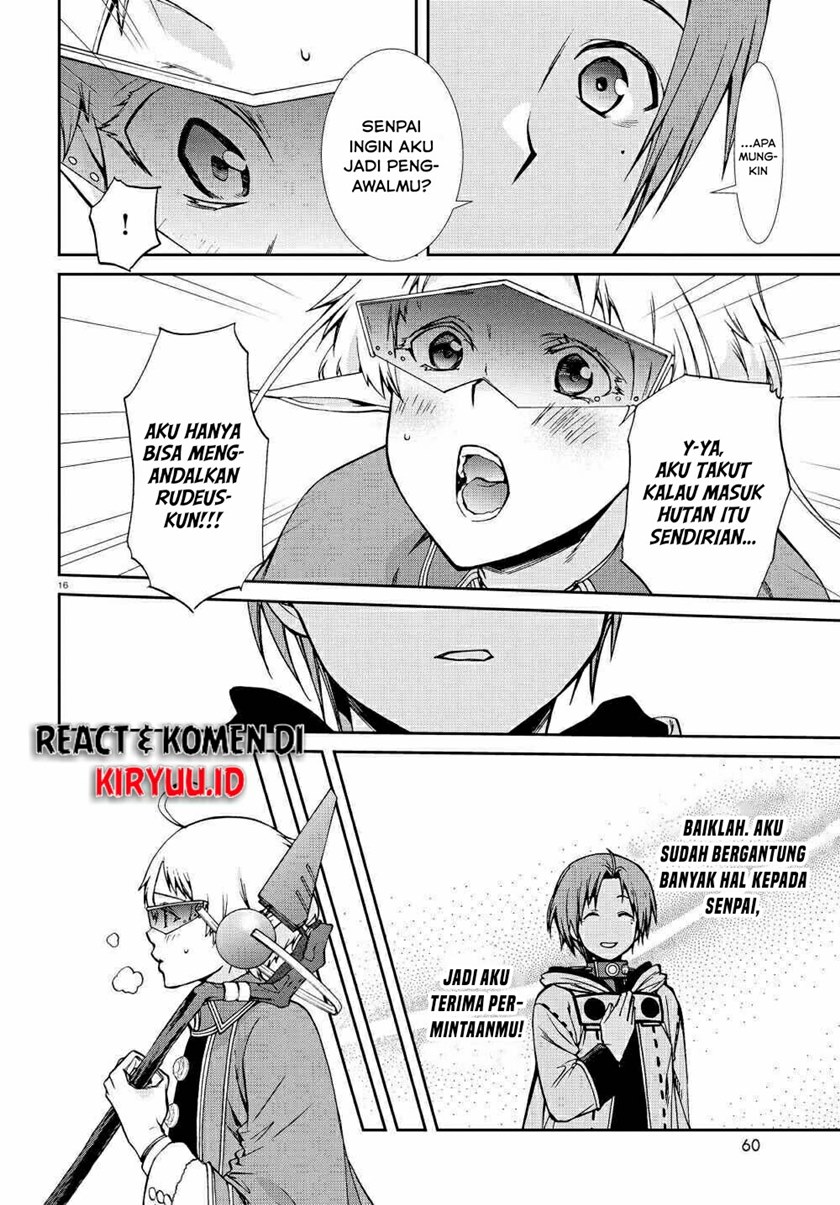 ...APA
MUNG-
KIN
SENPAI
INGIN AKU
JADI PENG-
AWALMU?
!
Y-YA,
AKU TAKUT
KALAU MASUK
HUTAN ITU
SENDIRIAN...
AKU HANYA
BISA MENG-
ANDALKAN
RUDEUS-
KUN!!!
16
REACT & KOMEN DI
KIRYUU.ID
BAIKLAH. AKU
SUDAH BERGANTUNG
BANYAK HAL KEPADA
SENPAI,
JADI AKU
TERIMA PER-
MINTAANMU!
60